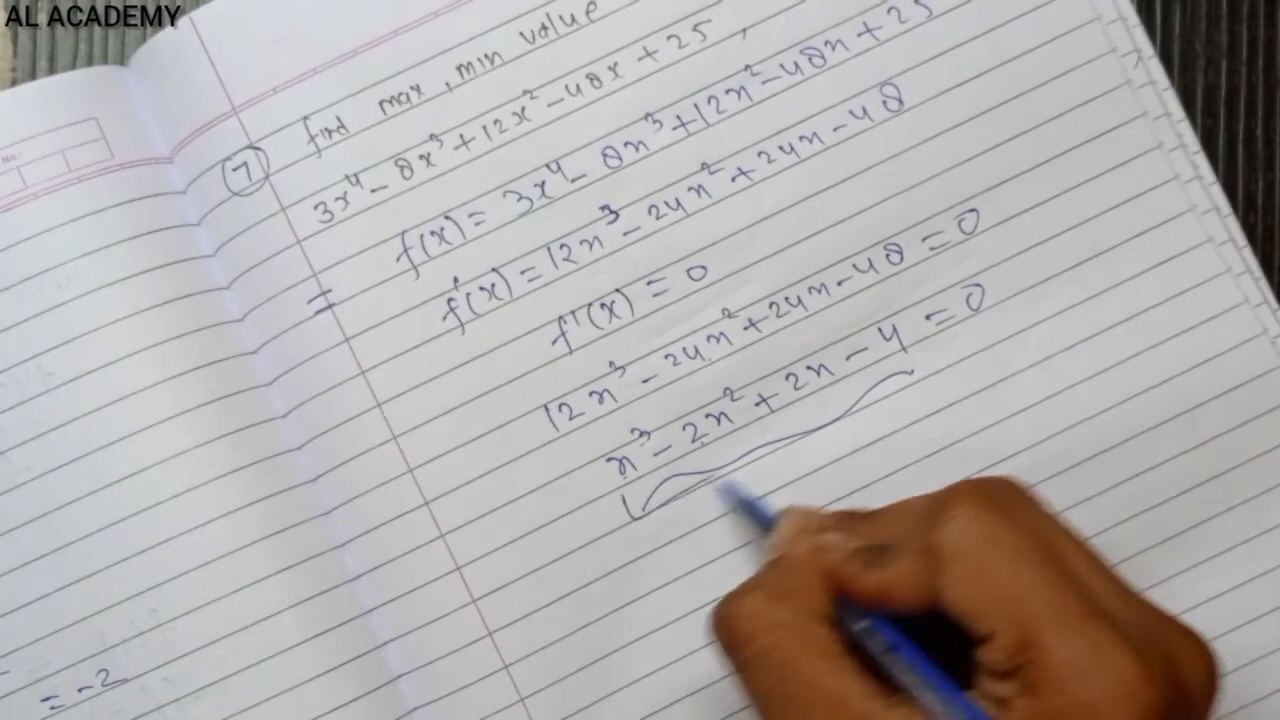 AL ACADEMY
No.
7 find max, min value
3x⁴ - 8x³ + 12x² - 48x + 25,
= f(x) = 3x⁴ - 8x³ + 12x² - 48x + 25
f'(x) = 12x³ - 24x² + 24x - 48
f'(x) = 0
12x³ - 24x² + 24x - 48 = 0
x³ - 2x² + 2x - 4 = 0
= -2